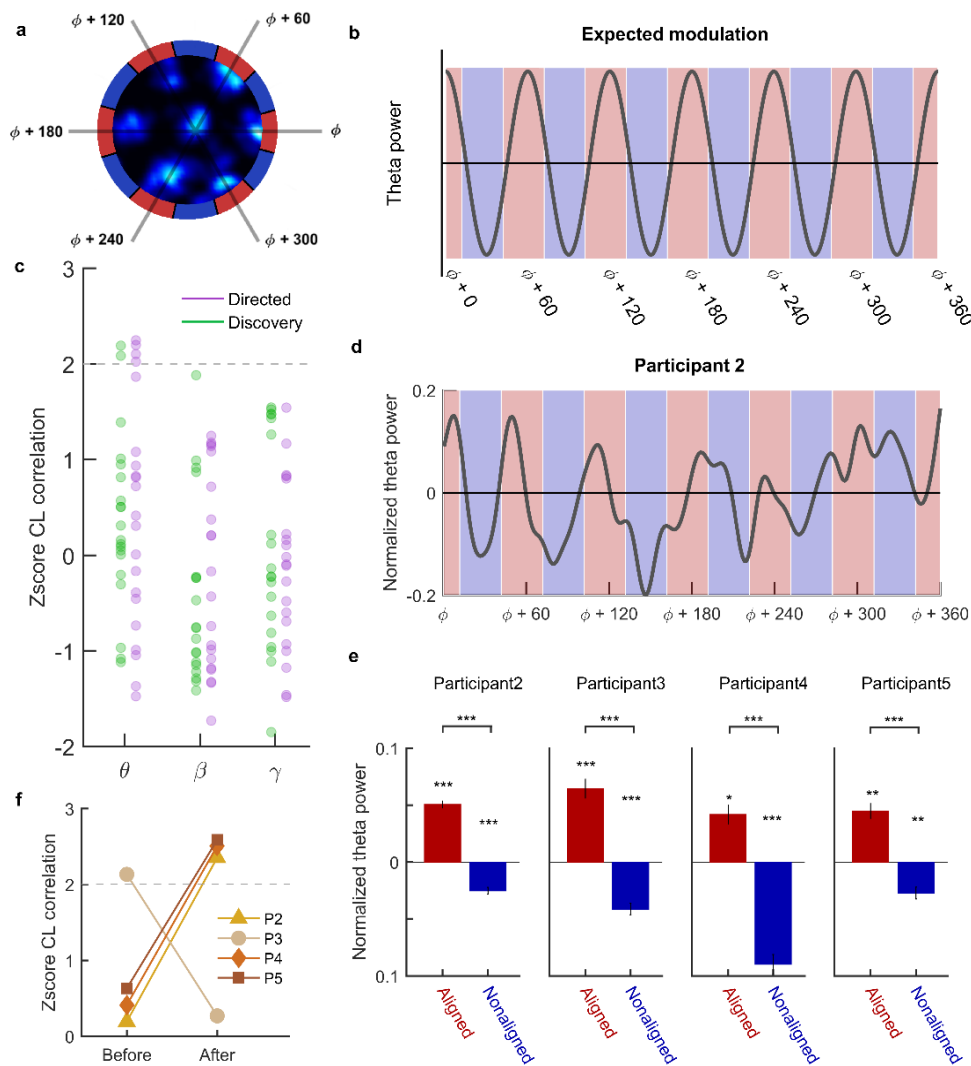 a
ϕ + 120
ϕ + 60
ϕ + 180
ϕ
ϕ + 240
ϕ + 300
b
Expected modulation
Theta power
ϕ + 0
ϕ + 60
ϕ + 120
ϕ + 180
ϕ + 240
ϕ + 300
ϕ + 360
c
Zscore CL correlation
3
2
1
0
-1
-2
Directed
Discovery
θ
β
γ
d
Participant 2
Normalized theta power
0.2
0
-0.2
ϕ
ϕ + 60
ϕ + 120
ϕ + 180
ϕ + 240
ϕ + 300
ϕ + 360
e
Participant2
Participant3
Participant4
Participant5
***
***
***
***
Normalized theta power
0.1
0
0.1
***
***
***
***
*
***
**
**
Aligned
Nonaligned
Aligned
Nonaligned
Aligned
Nonaligned
Aligned
Nonaligned
f
Zscore CL correlation
3
2
1
0
P2
P3
P4
P5
Before
After